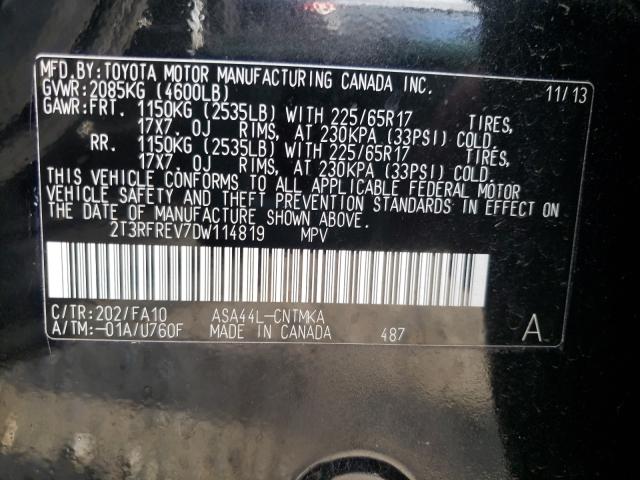 MFD.BY:TOYOTA MOTOR MANUFACTURING CANADA INC. 11/13
GVWR:2085KG (4600LB)
GAWR:FRT. 1150KG (2535LB) WITH 225/65R17 TIRES,
17X7.0J RIMS, AT 230KPA (33PSI) COLD.
RR. 1150KG (2535LB) WITH 225/65R17 TIRES,
17X7.0J RIMS, AT 230KPA (33PSI) COLD.
THIS VEHICLE CONFORMS TO ALL APPLICABLE FEDERAL MOTOR
VEHICLE SAFETY AND THEFT PREVENTION STANDARDS IN EFFECT ON
THE DATE OF MANUFACTURE SHOWN ABOVE.
2T3RFREV7DW114819 MPV
C/TR:202/FA10 ASA44L-CNTMKA
A/TM:-01A/U760F MADE IN CANADA 487 A